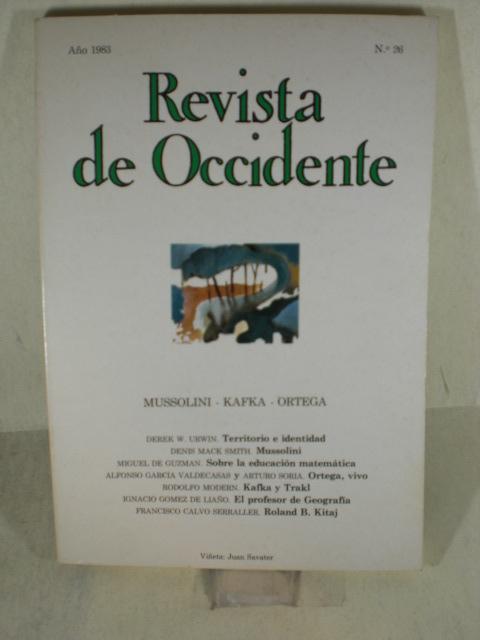 Año 1983
N.º 26
Revista
de Occidente
MUSSOLINI - KAFKA - ORTEGA
DEREK W. URWIN. Territorio e identidad
DENIS MACK SMITH. Mussolini
MIGUEL DE GUZMAN. Sobre la educación matemática
ALFONSO GARCIA VALDECASAS y ARTURO SORIA. Ortega, vivo
RODOLFO MODERN. Kafka y Trakl
IGNACIO GOMEZ DE LIAÑO. El profesor de Geografía
FRANCISCO CALVO SERRALLER. Roland B. Kitaj
Viñeta: Juan Savater